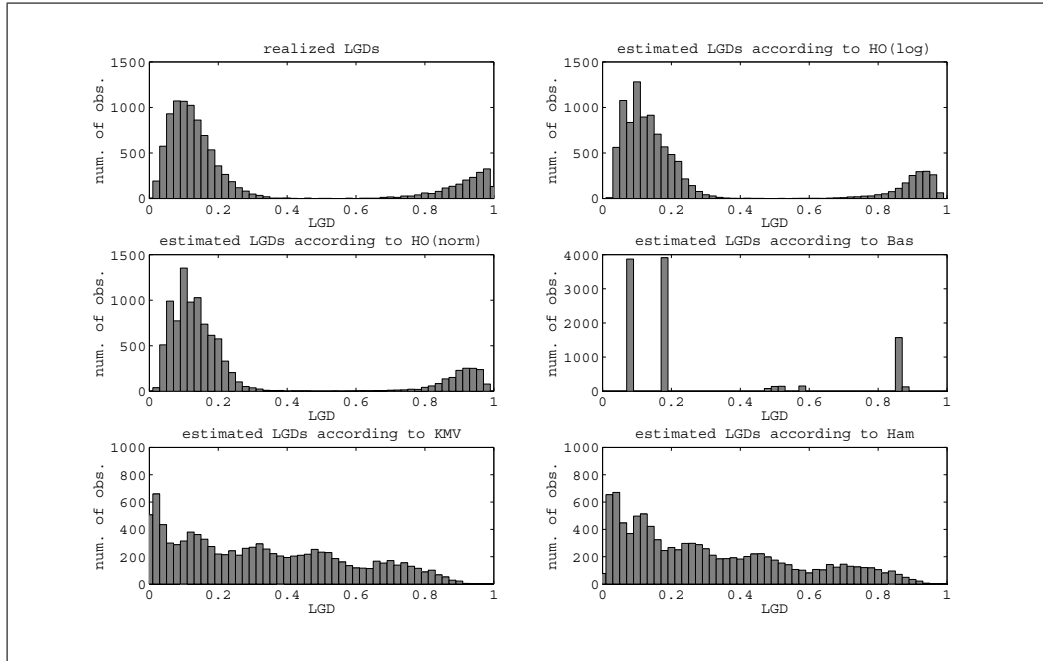 realized LGDs
1500
1000
500
0
num. of obs.
0 0.2 0.4 0.6 0.8 1
LGD
estimated LGDs according to HO(log)
1500
1000
500
0
num. of obs.
0 0.2 0.4 0.6 0.8 1
LGD
estimated LGDs according to HO(norm)
1500
1000
500
0
num. of obs.
0 0.2 0.4 0.6 0.8 1
LGD
estimated LGDs according to Bas
4000
3000
2000
1000
0
num. of obs.
0 0.2 0.4 0.6 0.8 1
LGD
estimated LGDs according to KMV
1000
800
600
400
200
0
num. of obs.
0 0.2 0.4 0.6 0.8 1
LGD
estimated LGDs according to Ham
1000
800
600
400
200
0
num. of obs.
0 0.2 0.4 0.6 0.8 1
LGD